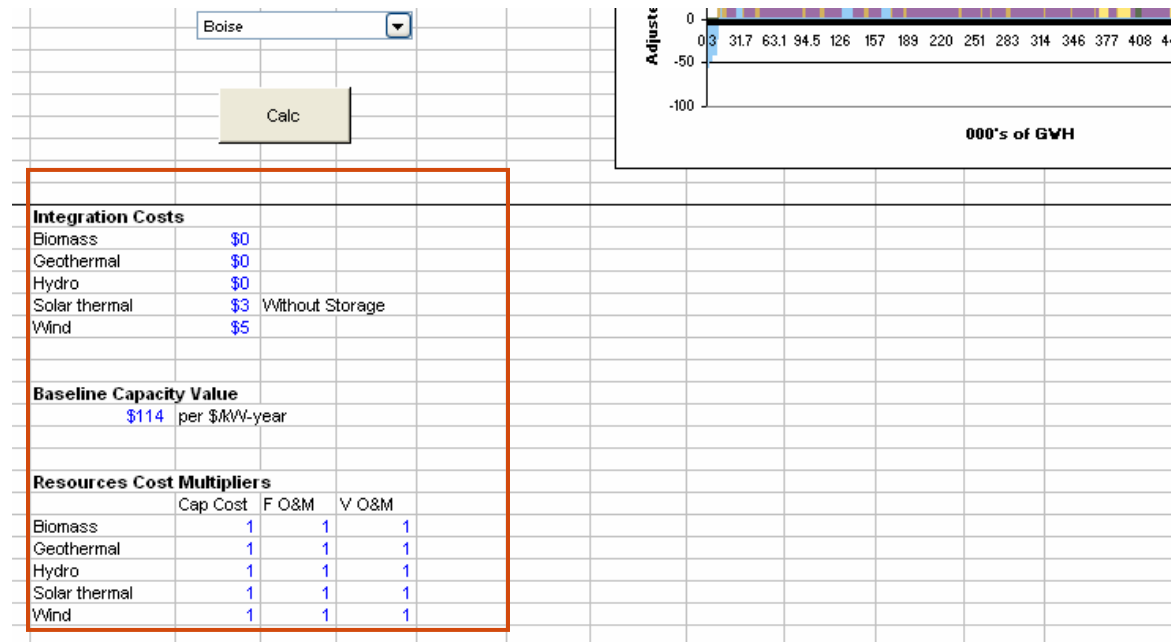 Boise
Calc
Adjuste
0
0.3 31.7 63.1 94.5 126 157 189 220 251 283 314 346 377 408
-50
-100
000's of GWH
Integration Costs
Biomass $0
Geothermal $0
Hydro $0
Solar thermal $3 Without Storage
Wind $5
Baseline Capacity Value
$114 per $/kW-year
Resources Cost Multipliers
Cap Cost F O&M V O&M
Biomass 1 1 1
Geothermal 1 1 1
Hydro 1 1 1
Solar thermal 1 1 1
Wind 1 1 1